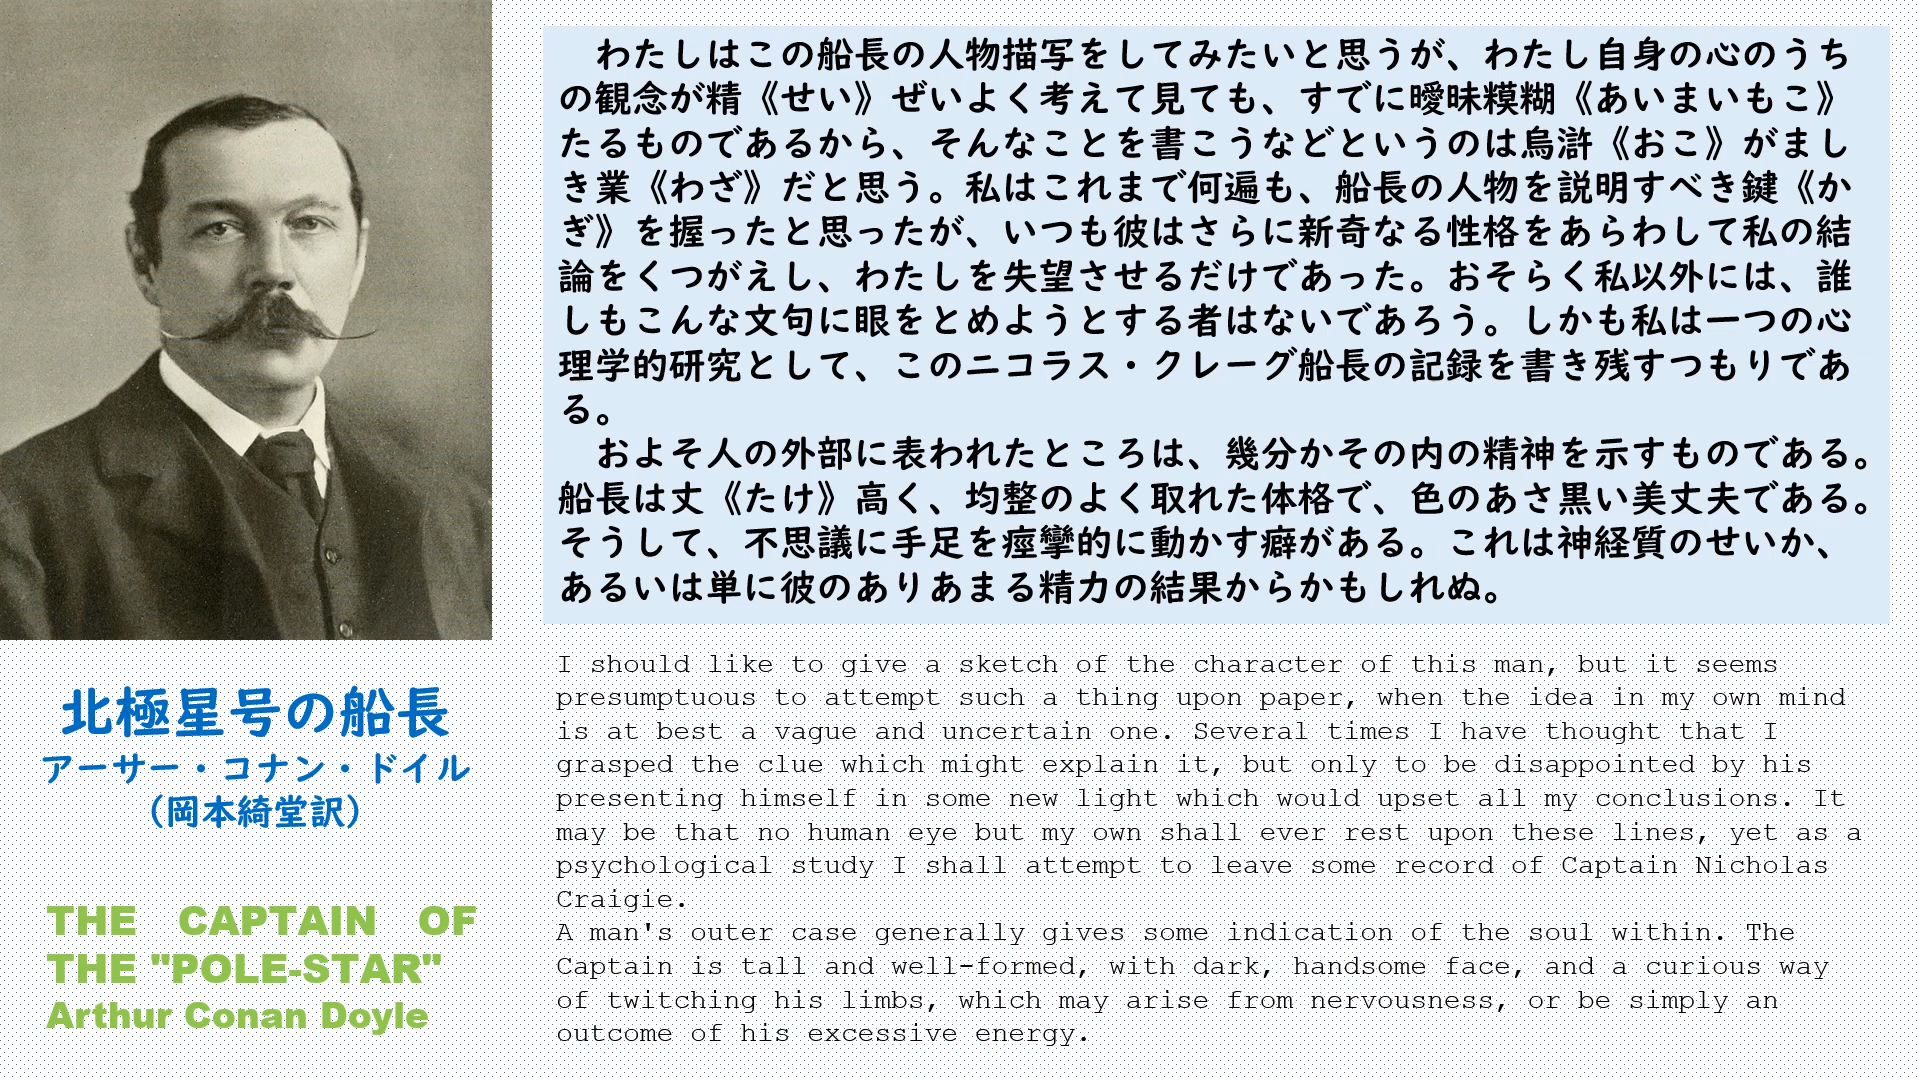 わたしはこの船長の人物描写をしてみたいと思うが、わたし自身の心のうち
の観念が精《せい》ぜいよく考えて見ても、すでに曖昧糢糊《あいまいもこ》
たるものであるから、そんなことを書こうなどというのは烏滸《おこ》がまし
き業《わざ》だと思う。私はこれまで何遍も、船長の人物を説明すべき鍵《か
ぎ》を握ったと思ったが、いつも彼はさらに新奇なる性格をあらわして私の結
論をくつがえし、わたしを失望させるだけであった。おそらく私以外には、誰
しもこんな文句に眼をとめようとする者はないであろう。しかも私は一つの心
理学的研究として、このニコラス・クレーグ船長の記録を書き残すつもりであ
る。
およそ人の外部に表われたところは、幾分かその内の精神を示すものである。
船長は丈《たけ》高く、均整のよく取れた体格で、色のあさ黒い美丈夫である。
そうして、不思議に手足を痙攣的に動かす癖がある。これは神経質のせいか、
あるいは単に彼のありあまる精力の結果からかもしれぬ。
I should like to give a sketch of the character of this man, but it seems
presumptuous to attempt such a thing upon paper, when the idea in my own mind
is at best a vague and uncertain one. Several times I have thought that I
grasped the clue which might explain it, but only to be disappointed by his
presenting himself in some new light which would upset all my conclusions. It
may be that no human eye but my own shall ever rest upon these lines, yet as a
psychological study I shall attempt to leave some record of Captain Nicholas
Craigie.
A man's outer case generally gives some indication of the soul within. The
Captain is tall and well-formed, with dark, handsome face, and a curious way
of twitching his limbs, which may arise from nervousness, or be simply an
outcome of his excessive energy.
北極星号の船長
アーサー・コナン・ドイル
（岡本綺堂訳）
THE CAPTAIN OF
THE "POLE-STAR"
Arthur Conan Doyle